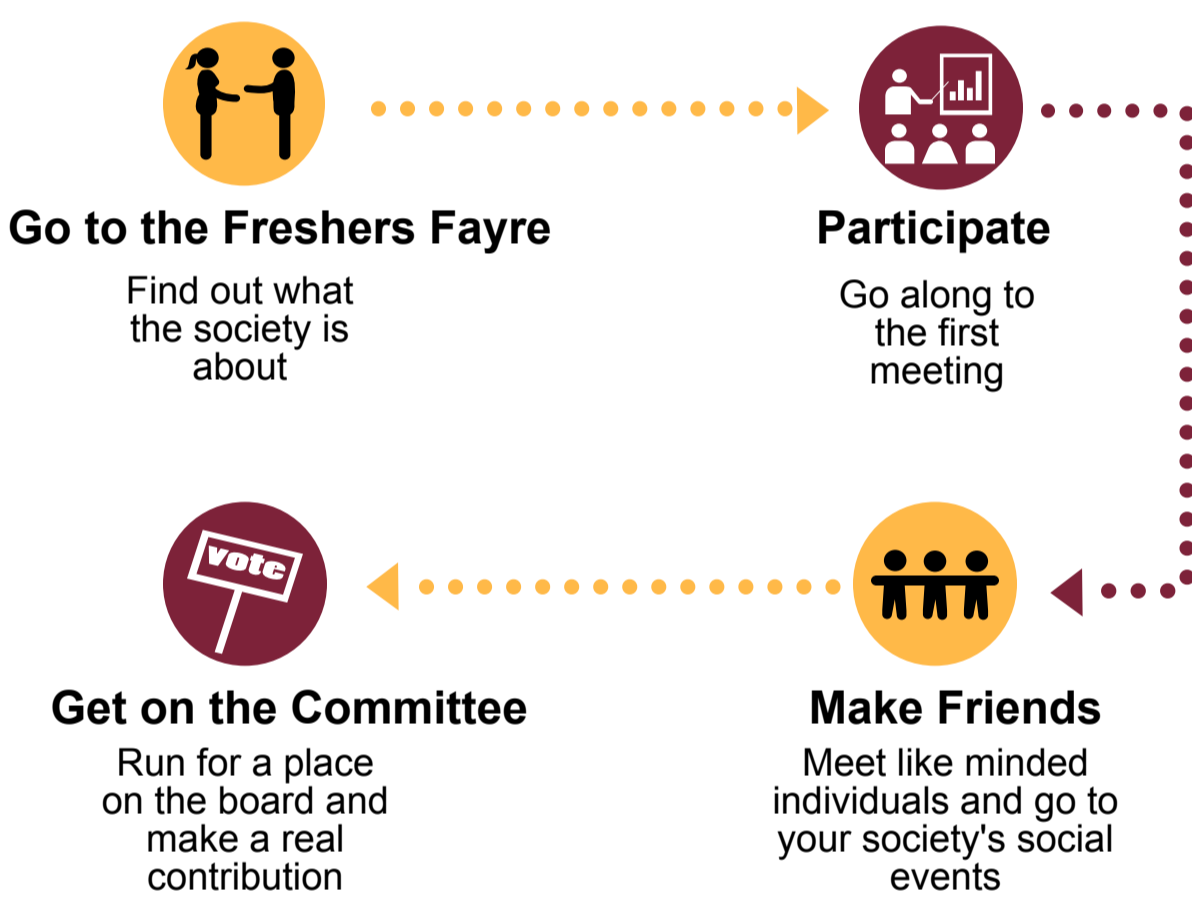 Go to the Freshers Fayre
Find out what
the society is
about
Participate
Go along to
the first
meeting
vote
Get on the Committee
Run for a place
on the board and
make a real
contribution
Make Friends
Meet like minded
individuals and go to
your society's social
events